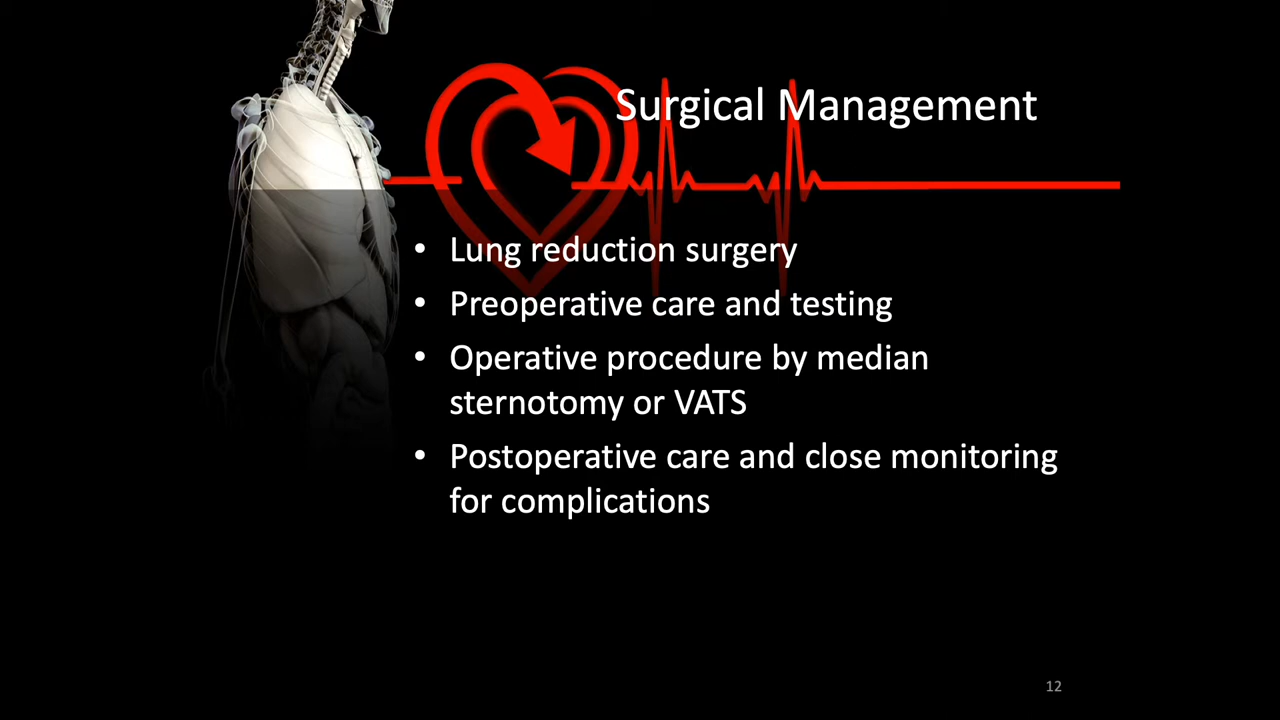 Surgical Management
• Lung reduction surgery
• Preoperative care and testing
• Operative procedure by median
sternotomy or VATS
• Postoperative care and close monitoring
for complications
12